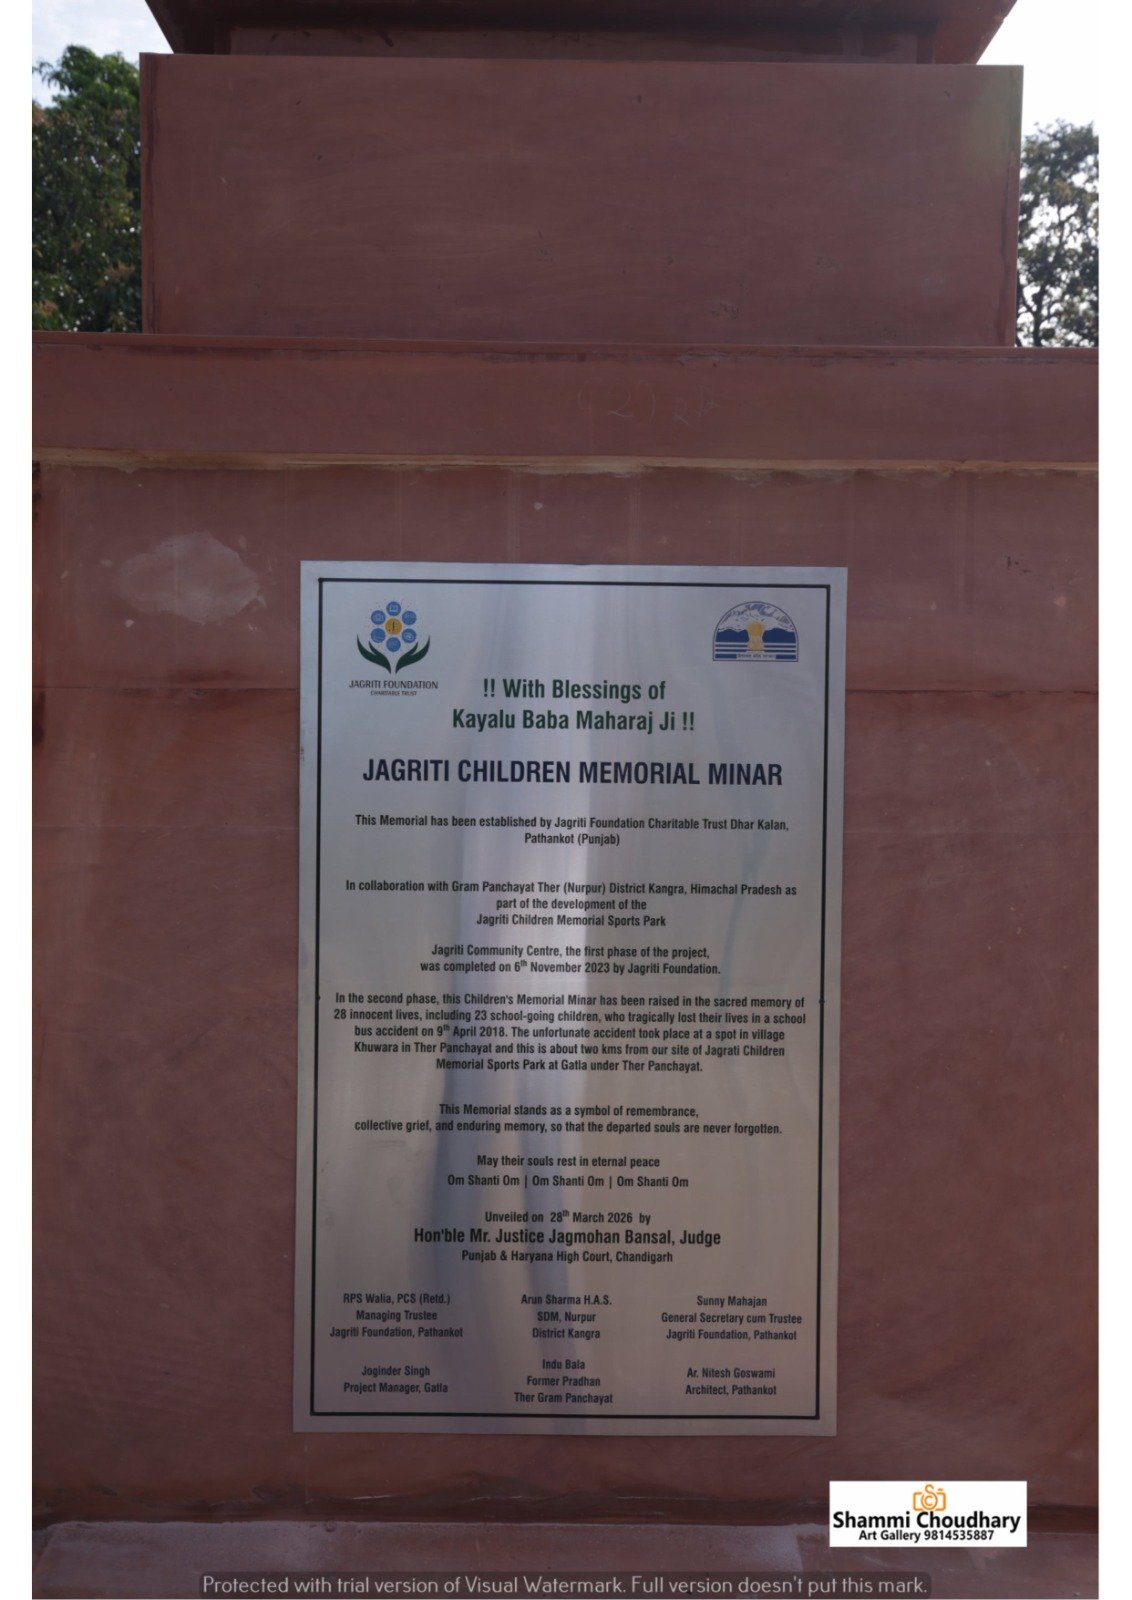 ( 2 )
JAGRITI FOUNDATION
CHARITABLE TRUST
!! With Blessings of
Kayalu Baba Maharaj Ji !!
JAGRITI CHILDREN MEMORIAL MINAR
This Memorial has been established by Jagriti Foundation Charitable Trust Dhar Kalan,
Pathankot (Punjab)
In collaboration with Gram Panchayat Ther (Nurpur) District Kangra, Himachal Pradesh as
part of the development of the
Jagriti Children Memorial Sports Park
Jagriti Community Centre, the first phase of the project,
was completed on 6th November 2023 by Jagriti Foundation.
In the second phase, this Children's Memorial Minar has been raised in the sacred memory of
28 innocent lives, including 23 school-going children, who tragically lost their lives in a school
bus accident on 9th April 2018. The unfortunate accident took place at a spot in village
Khuwara in Ther Panchayat and this is about two kms from our site of Jagrati Children
Memorial Sports Park at Gatla under Ther Panchayat.
This Memorial stands as a symbol of remembrance,
collective grief, and enduring memory, so that the departed souls are never forgotten.
May their souls rest in eternal peace
Om Shanti Om | Om Shanti Om | Om Shanti Om
Unveiled on 28th March 2026 by
Hon'ble Mr. Justice Jagmohan Bansal, Judge
Punjab & Haryana High Court, Chandigarh
RPS Walia, PCS (Retd.)
Managing Trustee
Jagriti Foundation, Pathankot
Arun Sharma H.A.S.
SDM, Nurpur
District Kangra
Sunny Mahajan
General Secretary cum Trustee
Jagriti Foundation, Pathankot
Joginder Singh
Project Manager, Gatla
Indu Bala
Former Pradhan
Ther Gram Panchayat
Ar. Nitesh Goswami
Architect, Pathankot
Shammi Choudhary
Art Gallery 9814535887
Protected with trial version of Visual Watermark. Full version doesn't put this mark.